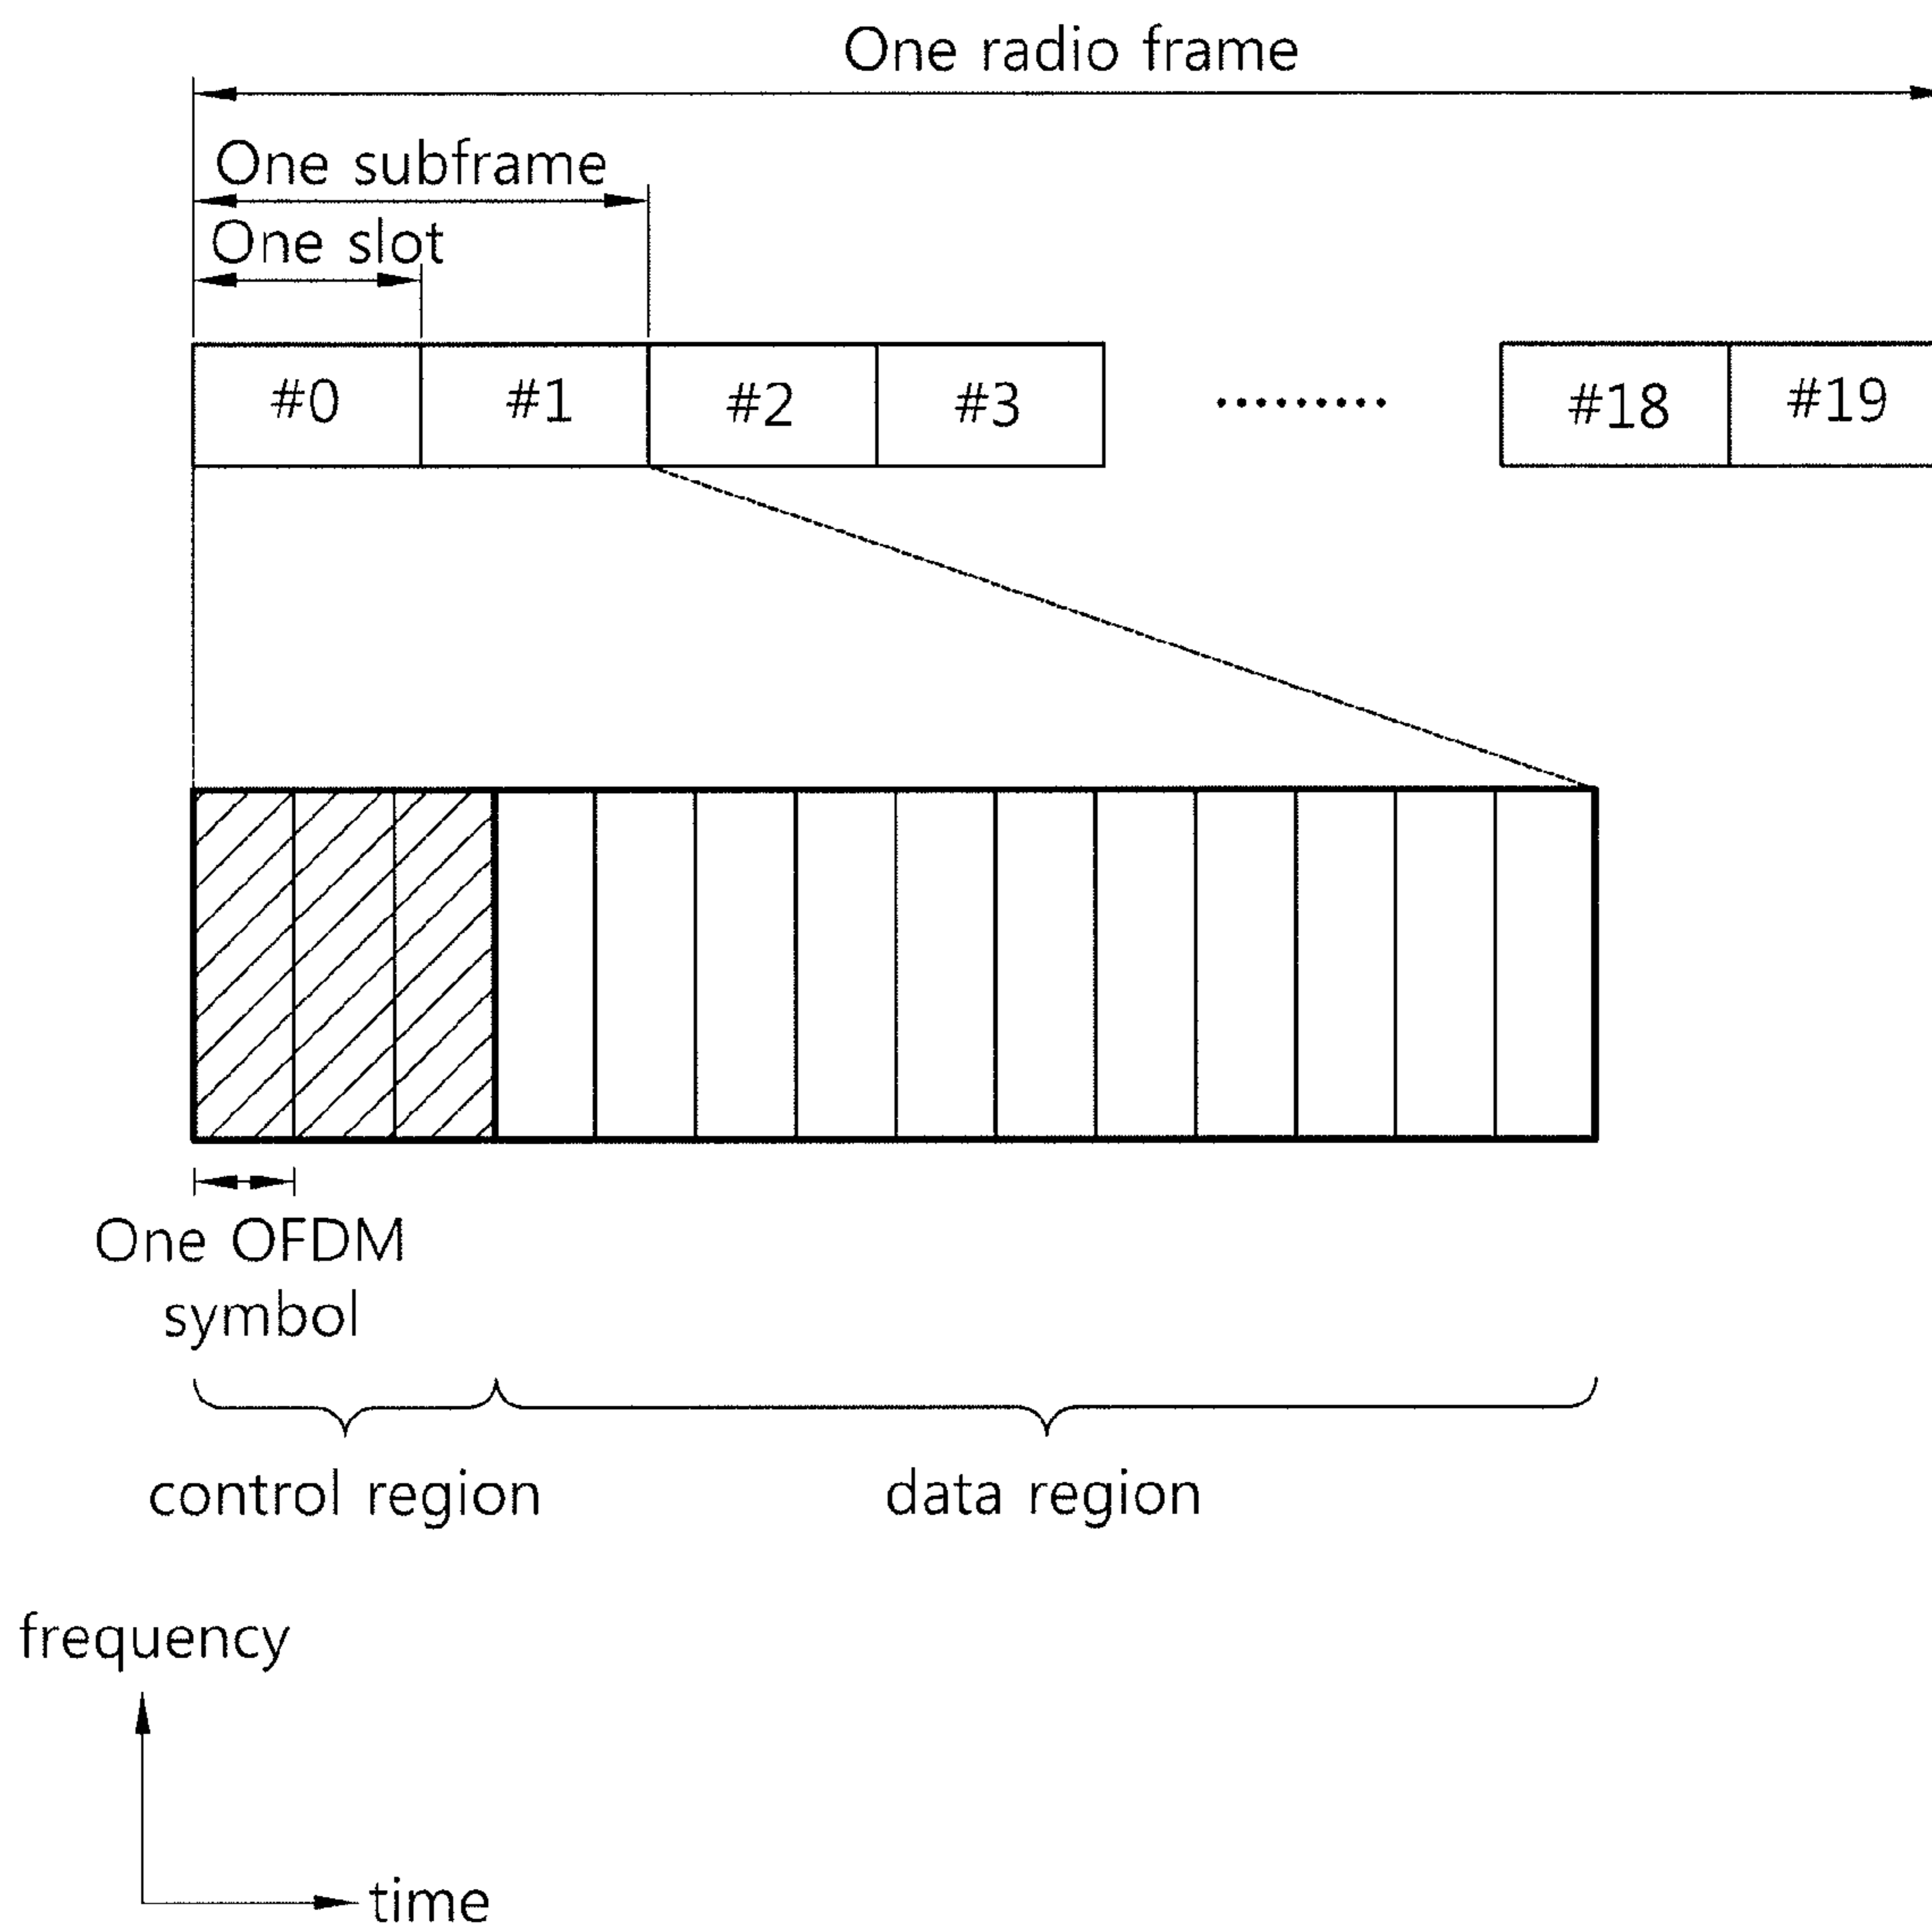 One radio frame
One subframe
One slot
#0 #1 #2 #3 ......... #18 #19
One OFDM
symbol
control region data region
frequency
time